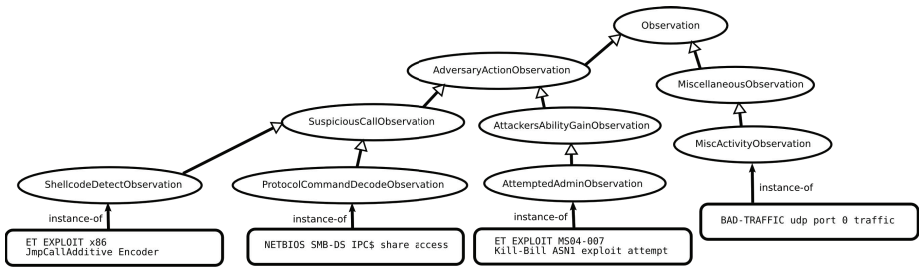 Observation
AdversaryActionObservation
MiscellaneousObservation
SuspiciousCallObservation
AttackersAbilityGainObservation
MiscActivityObservation
ShellcodeDetectObservation
ProtocolCommandDecodeObservation
AttemptedAdminObservation
instance-of
instance-of
instance-of
instance-of
ET EXPLOIT x86
JmpCallAdditive Encoder
NETBIOS SMB-DS IPC$ share access
ET EXPLOIT MS04-007
Kill-Bill ASN1 exploit attempt
BAD-TRAFFIC udp port 0 traffic